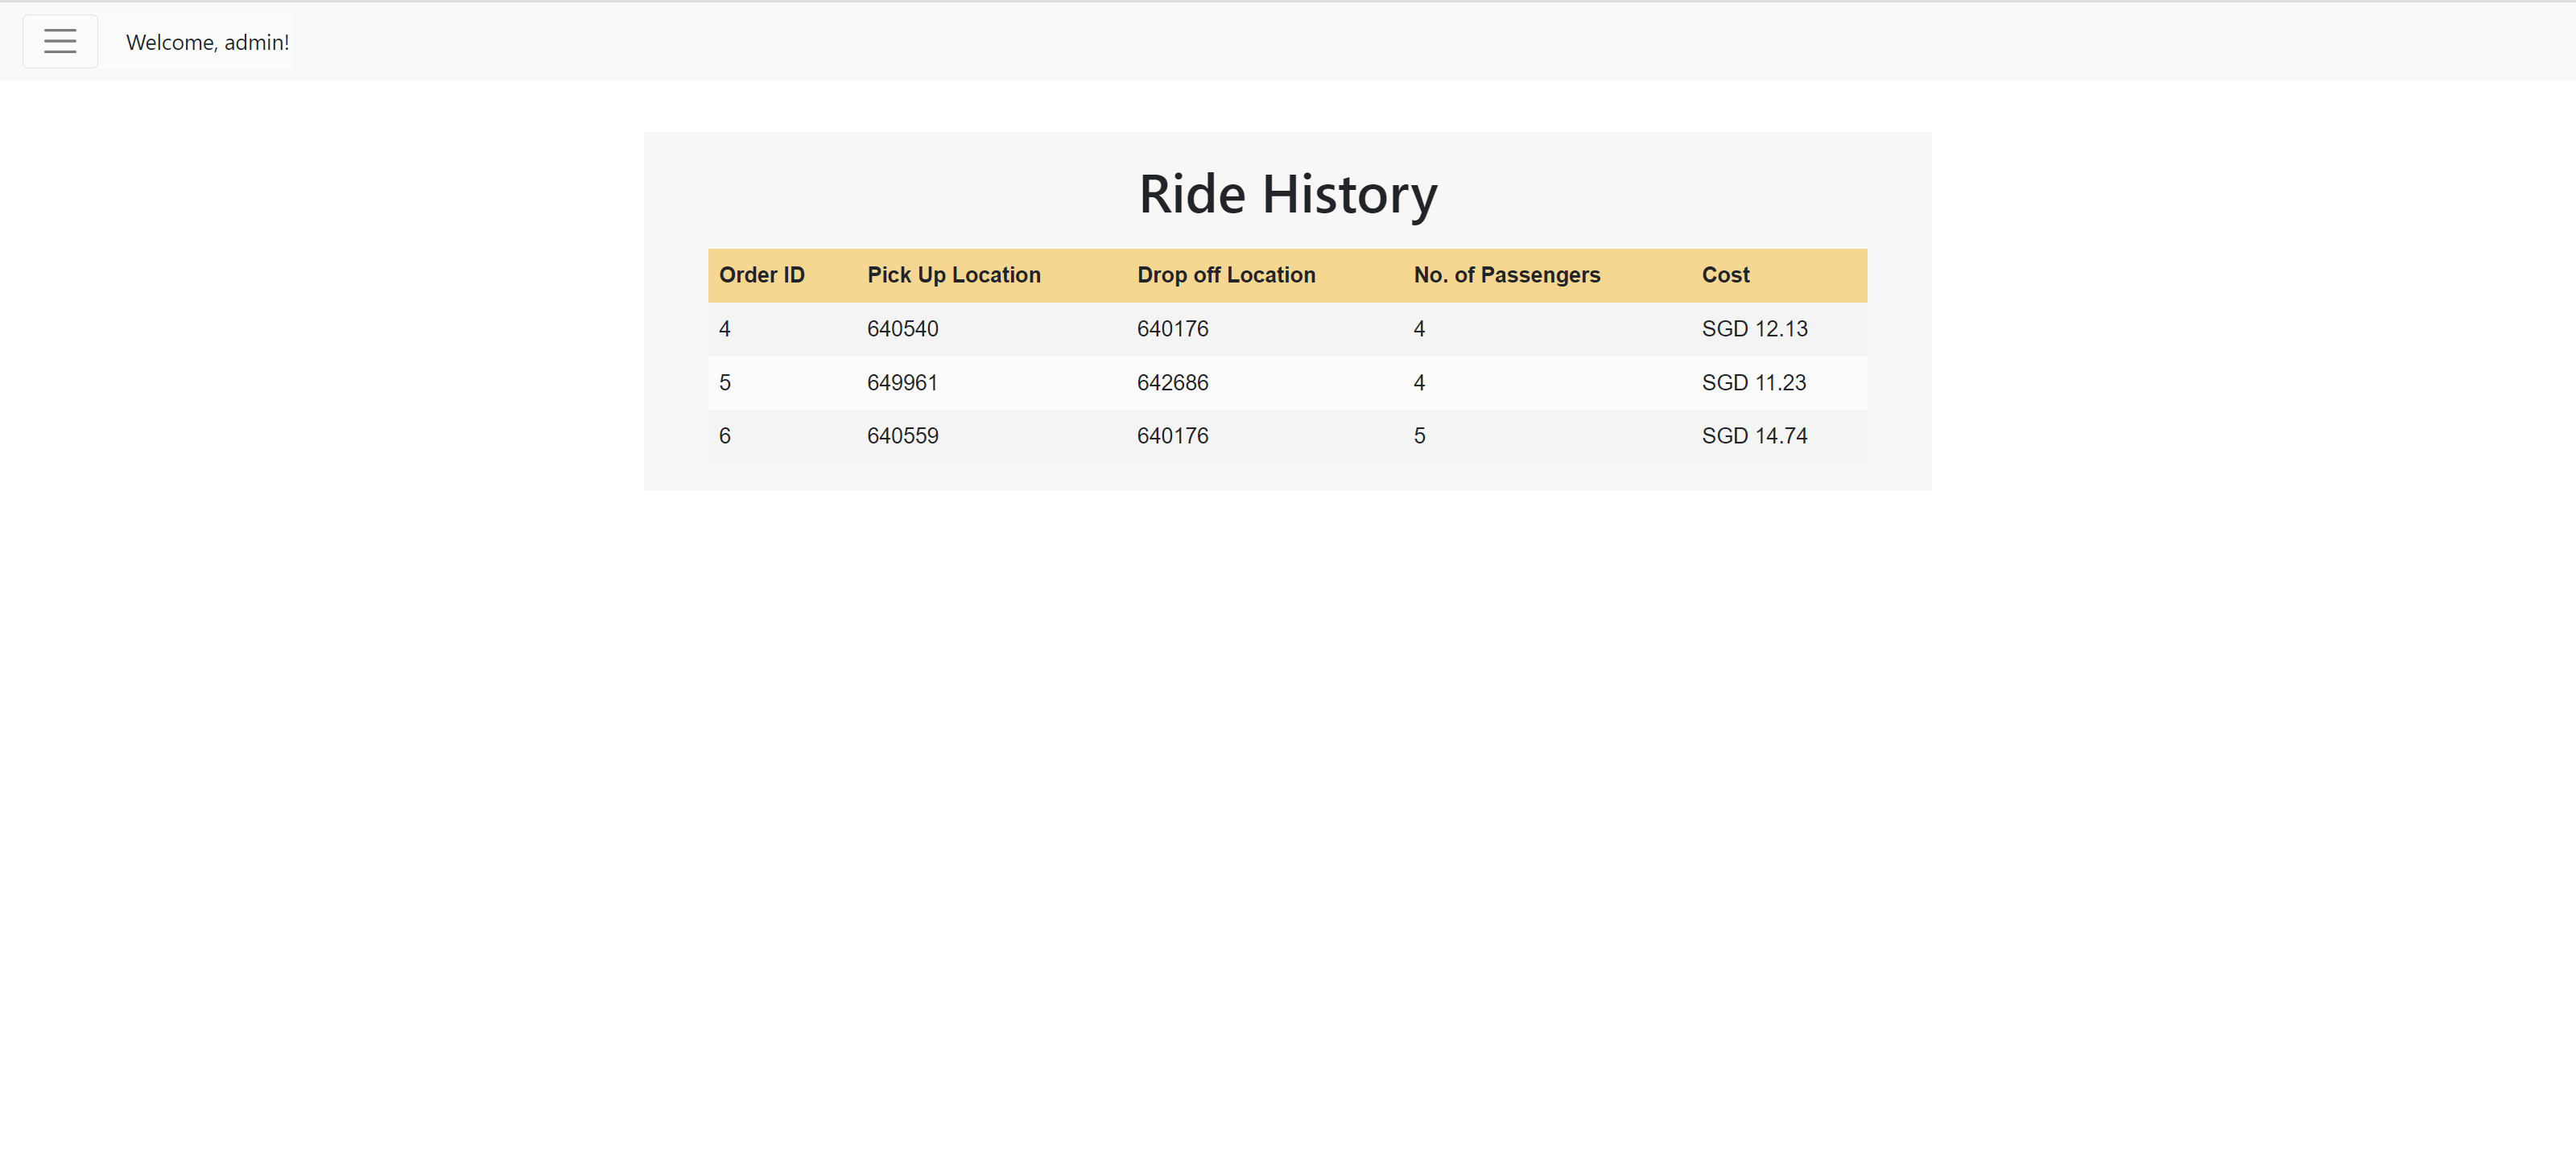 Welcome, admin!
Ride History
Order ID Pick Up Location Drop off Location No. of Passengers Cost
4 640540 640176 4 SGD 12.13
5 649961 642686 4 SGD 11.23
6 640559 640176 5 SGD 14.74